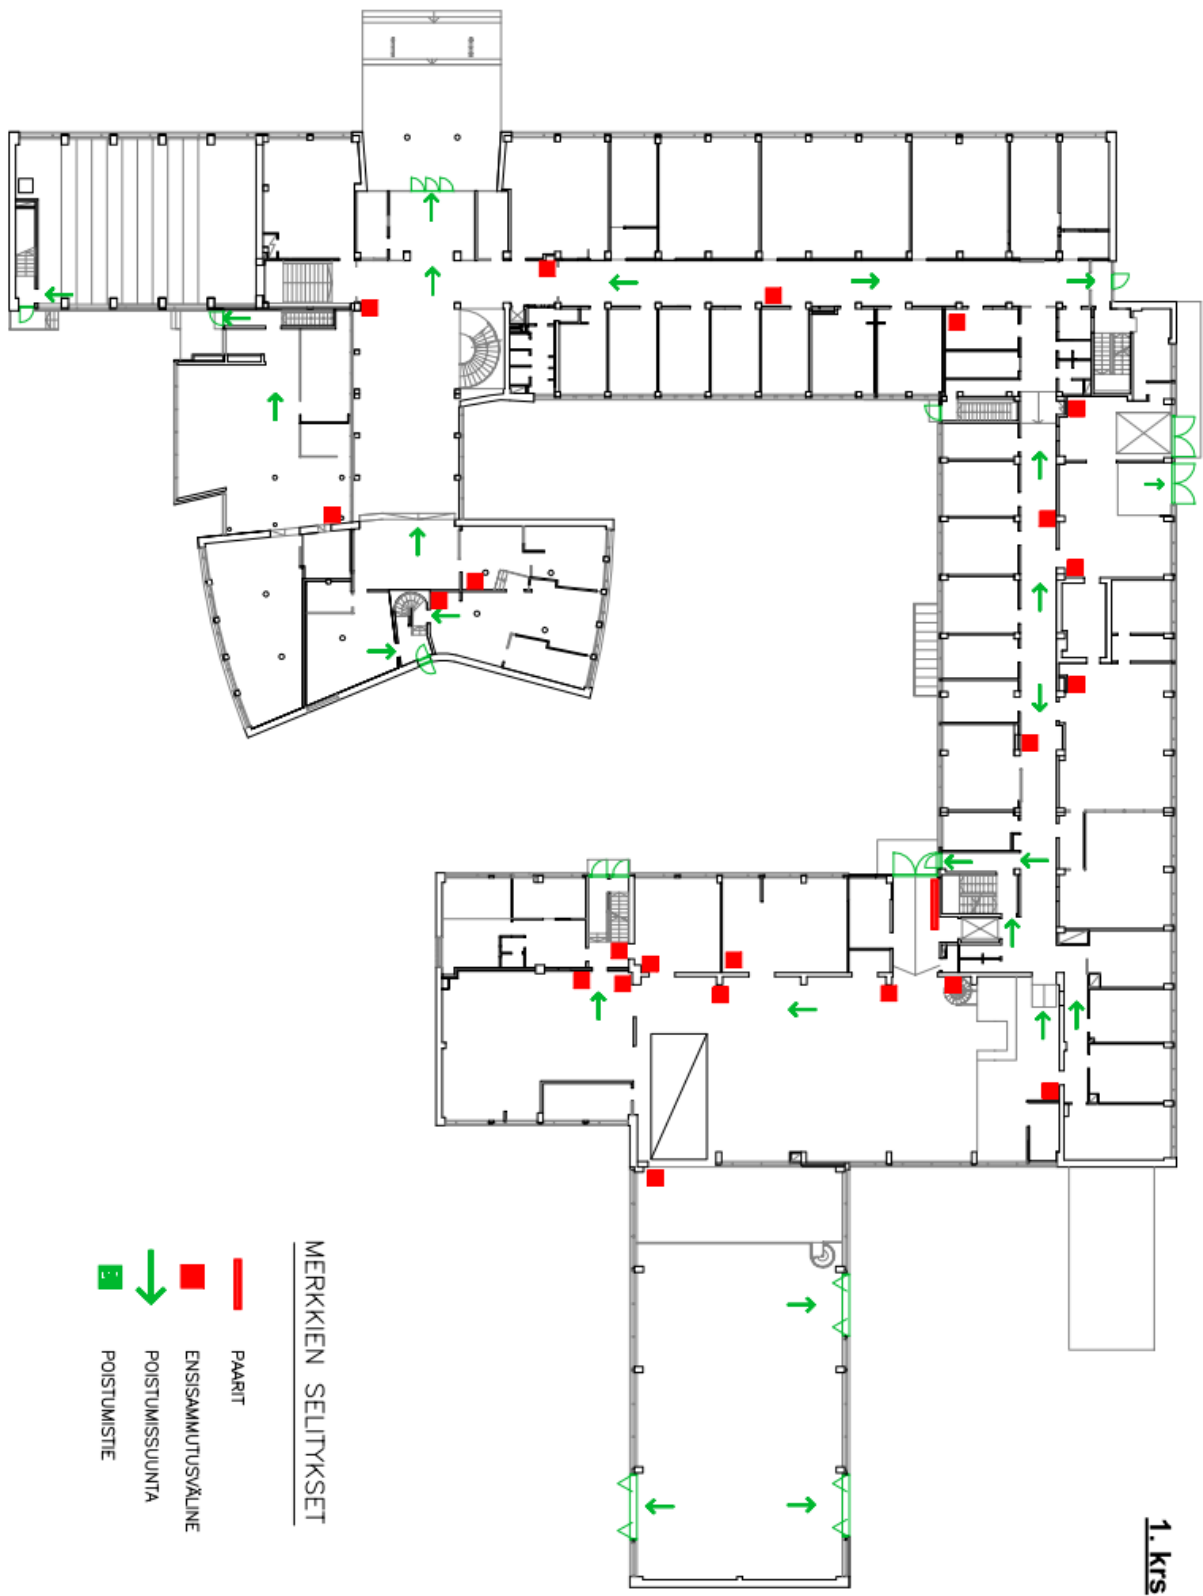 1. krs
MERKKIEN SELITYKSET
PAARIT
ENSISAMMUTUSVÄLINE
POISTUMISSUUNTA
POISTUMISTIE